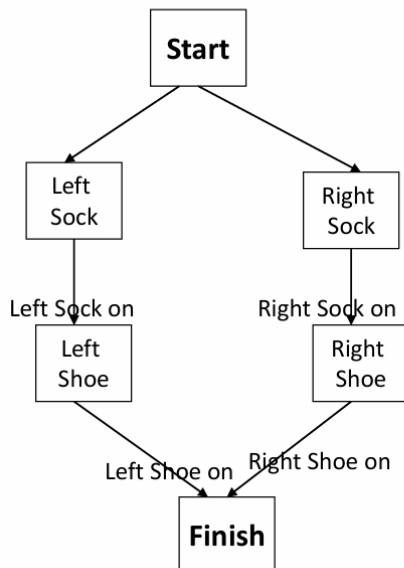 Start
Left
Sock
Right
Sock
Left Sock on
Right Sock on
Left
Shoe
Right
Shoe
Left Shoe on
Right Shoe on
Finish